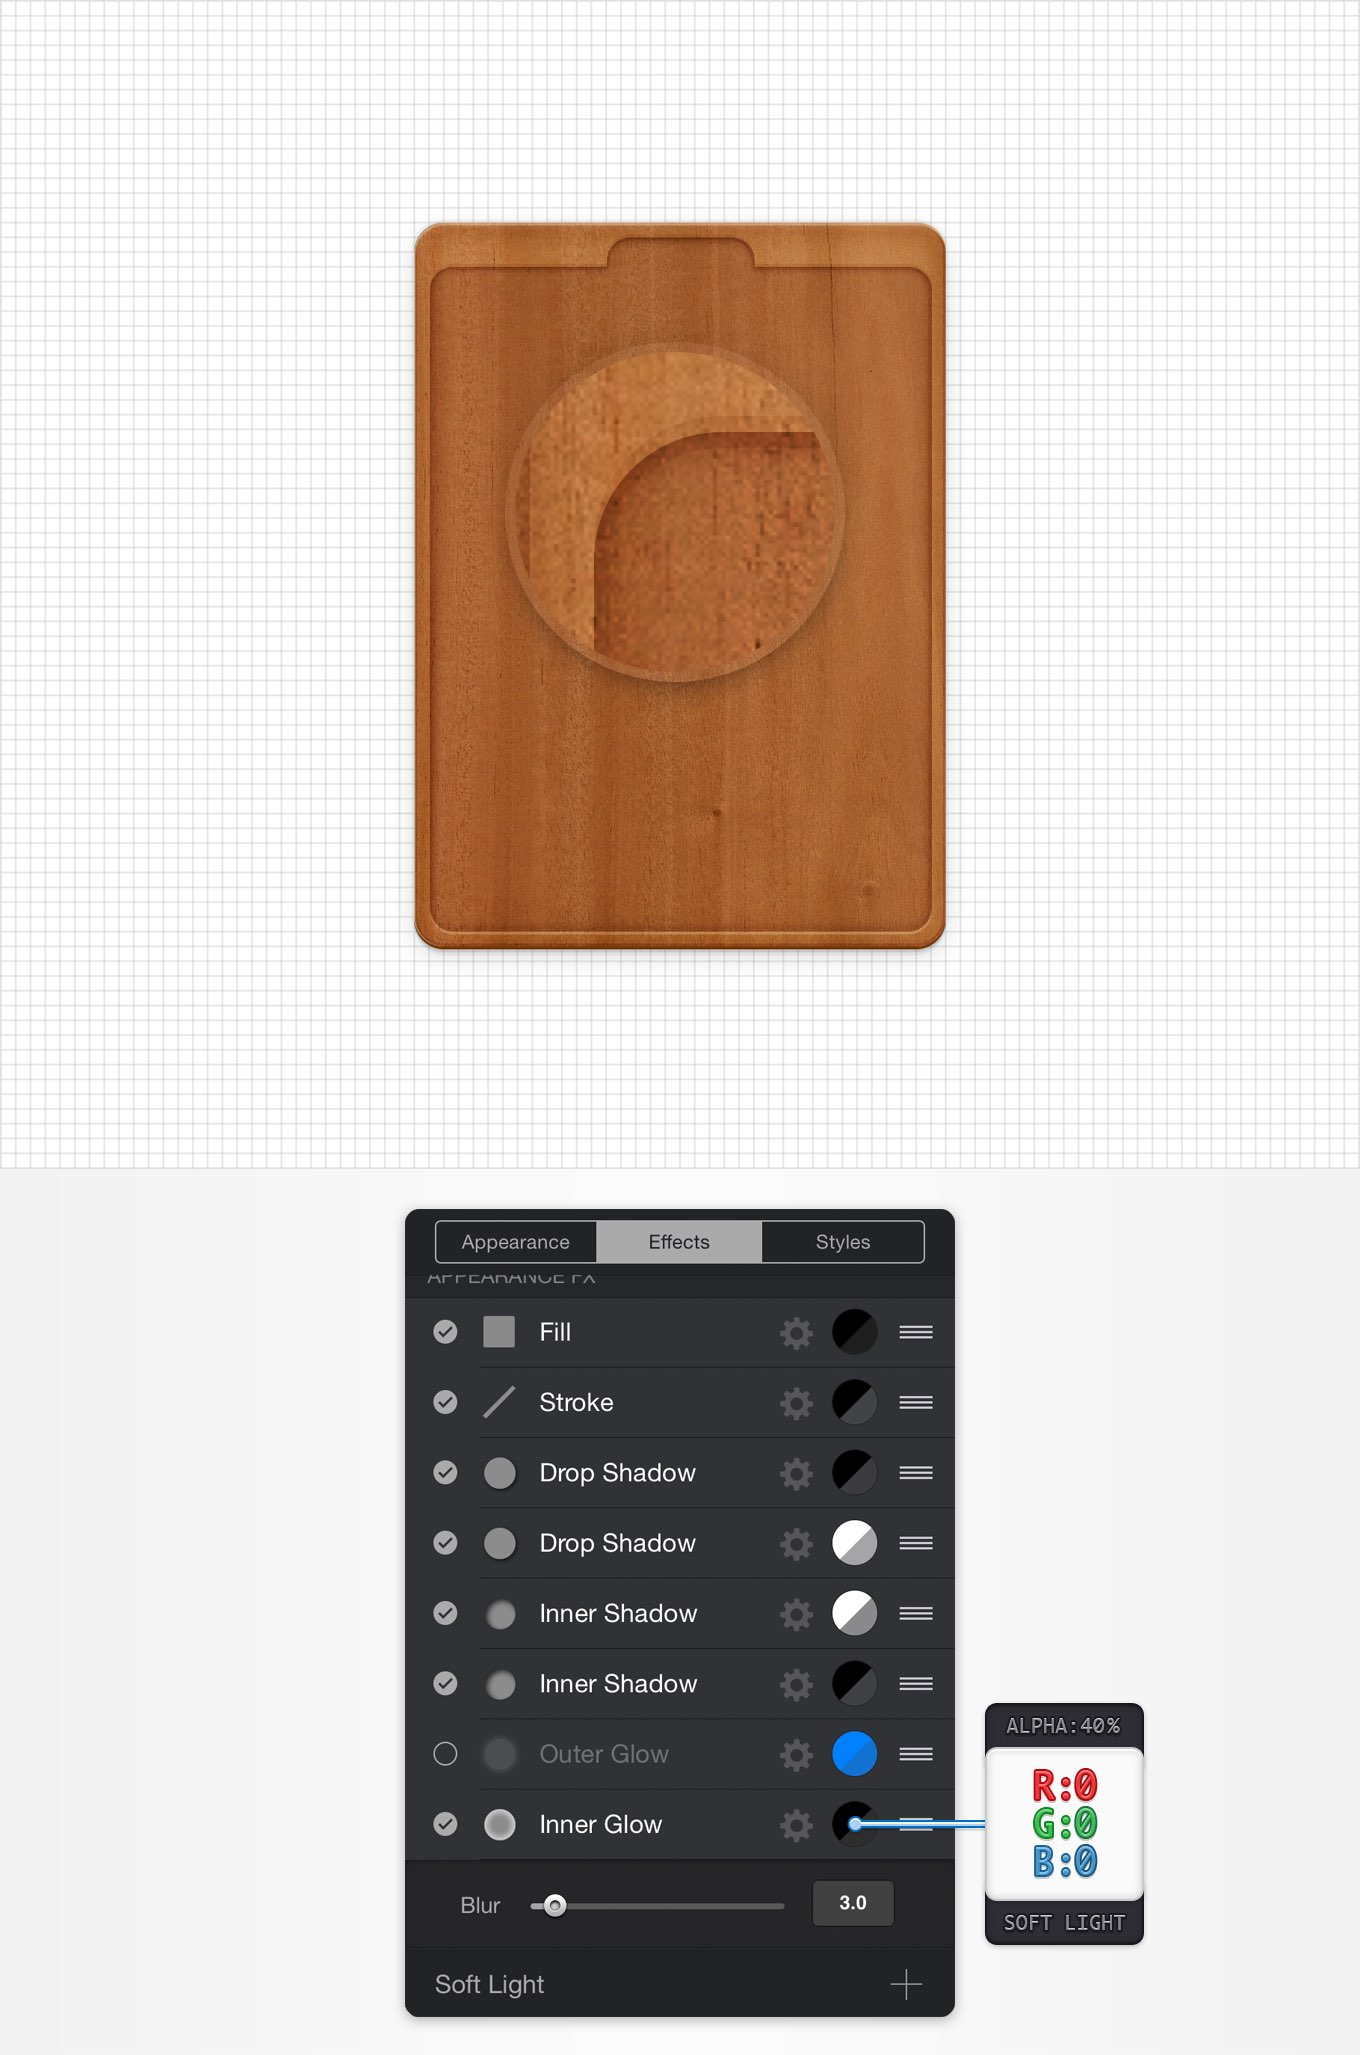 Appearance Effects Styles
APPEARANCE FX
Fill
Stroke
Drop Shadow
Drop Shadow
Inner Shadow
Inner Shadow
Outer Glow
Inner Glow
Blur 3.0
Soft Light
ALPHA:40%
R:0
G:0
B:0
SOFT LIGHT